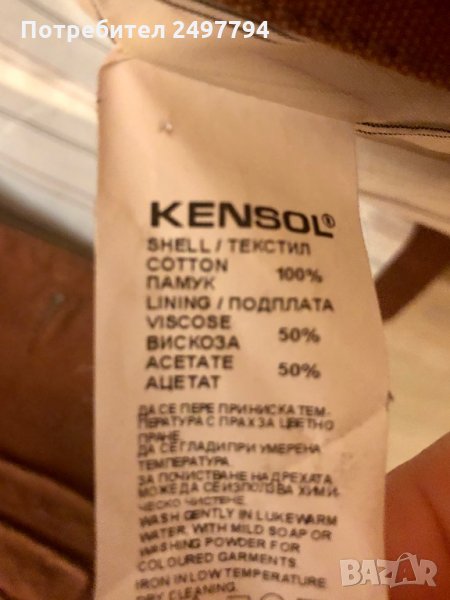 Потребител 2497794
KENSOL®
SHELL / ТЕКСТИЛ
COTTON 100%
ПАМУК
LINING / ПОДПЛАТА
VISCOSE 50%
ВИСКОЗА
ACETATE 50%
АЦЕТАТ
ДА СЕ ПЕРЕ ПРИ НИСКА ТЕМ-
ПЕРАТУРА С ПРАХ ЗА ЦВЕТНО
ПРАНЕ.
ДА СЕ ГЛАДИ ПРИ УМЕРЕНА
ТЕМПЕРАТУРА
ЗА ПОЧИСТВАНЕ НА ДРЕХАТА
МОЖЕ ДА СЕ ИЗПОЛЗВА ХИМИ-
ЧЕСКО ЧИСТЕНЕ.
WASH GENTLY IN LUKEWARM
WATER, WITH MILD SOAP OR
WASHING POWDER FOR
COLOURED GARMENTS.
IRON IN LOW TEMPERATURE
DRY CLEANING.
BAZAR